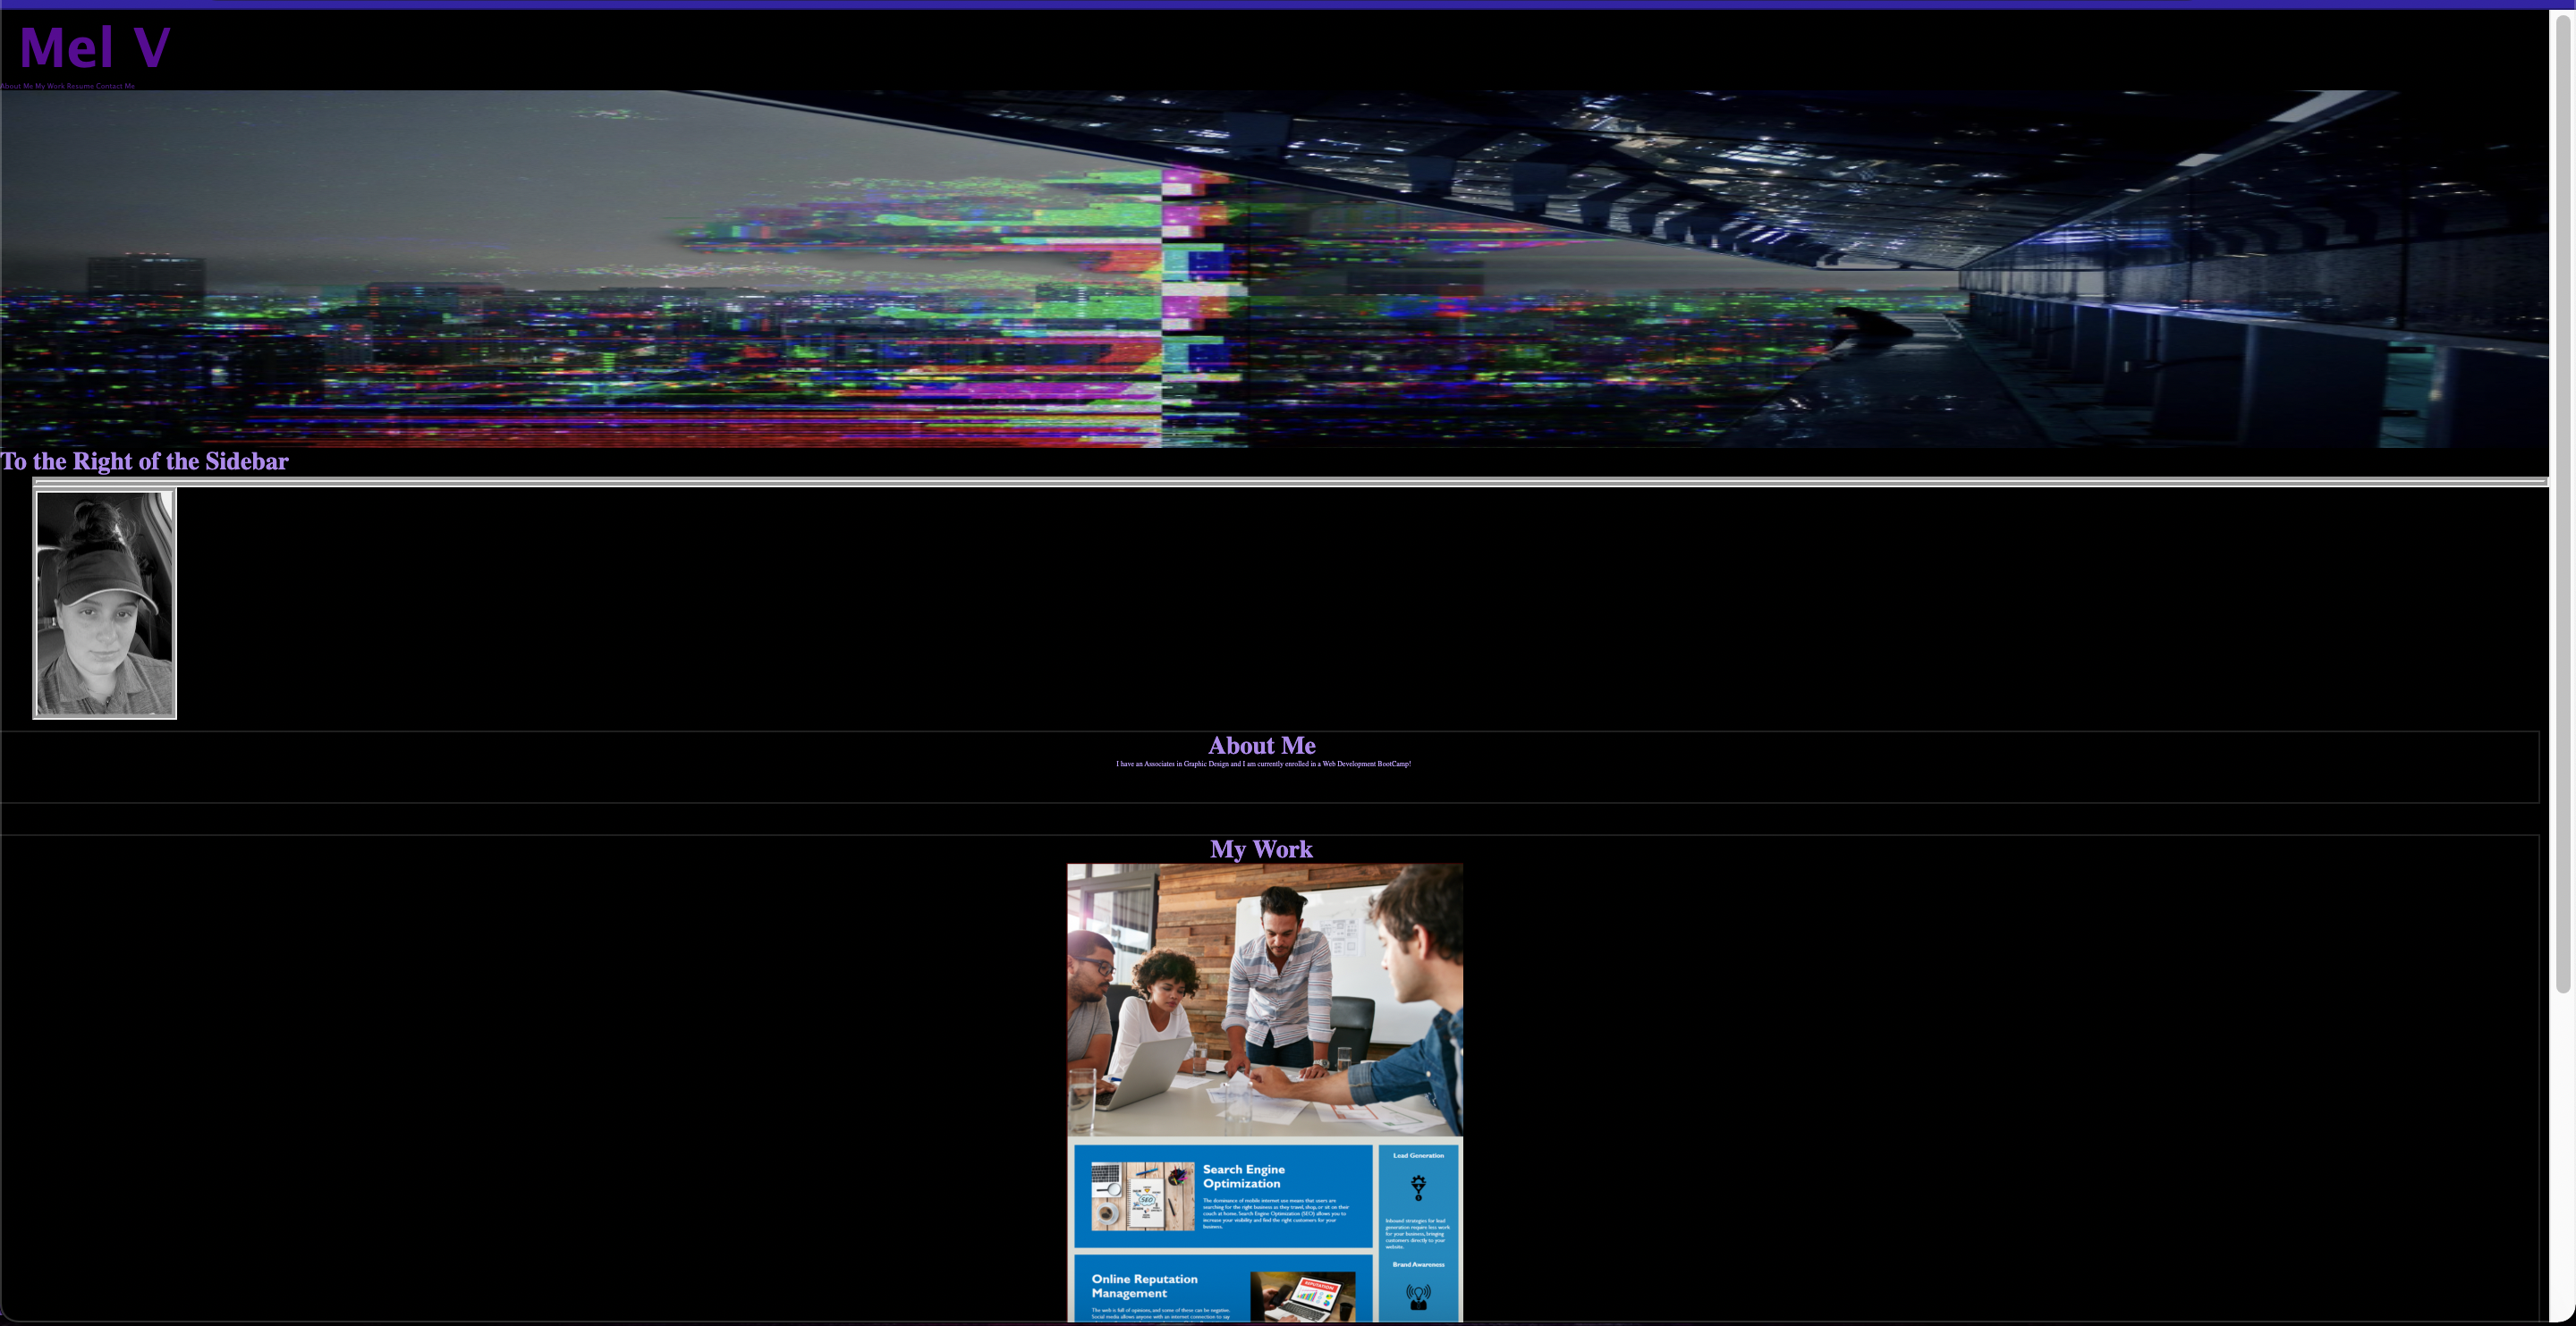 Mel V
About Me My Work Resume Contact Me
To the Right of the Sidebar
About Me
I have an Associates in Graphic Design and I am currently enrolled in a Web Development BootCamp!
My Work
Search Engine
Optimization
The dominance of mobile internet use means that users are
searching for the right business as they travel, shop, or sit on their
couch at home. Search Engine Optimization (SEO) allows you to
increase your visibility and find the right customers for your
business.
Lead Generation
Inbound strategies for lead
generation require less work
for your business, bringing
customers directly to your
website.
Brand Awareness
Online Reputation
Management
The web is full of opinions, and some of these can be negative.
Social media allows anyone with an internet connection to say
SEO
REPUTATION